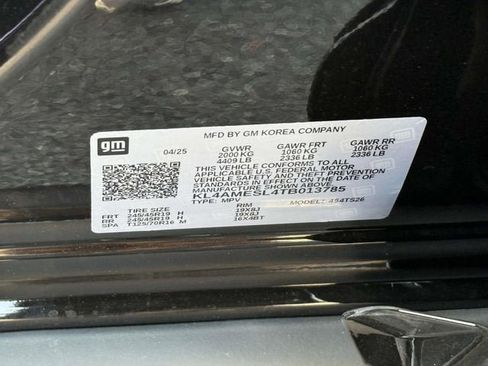 gm
MFD BY GM KOREA COMPANY
04/25
GVWR GAWR FRT GAWR RR
2000 KG 1060 KG 1060 KG
4409 LB 2336 LB 2336 LB
THIS VEHICLE CONFORMS TO ALL
APPLICABLE U.S. FEDERAL MOTOR
VEHICLE SAFETY, BUMPER, AND
THEFT PREVENTION STANDARDS IN
EFFECT ON THE DATE OF
MANUFACTURE SHOWN ABOVE.
KL4AMESL4TB013785
TYPE: MPV MODEL: 4S4TS26
TIRE SIZE RIM
FRT 245/45R19 H 19X8J
RR 245/45R19 H 19X8J
SPA T125/70R16 M 16X4BT